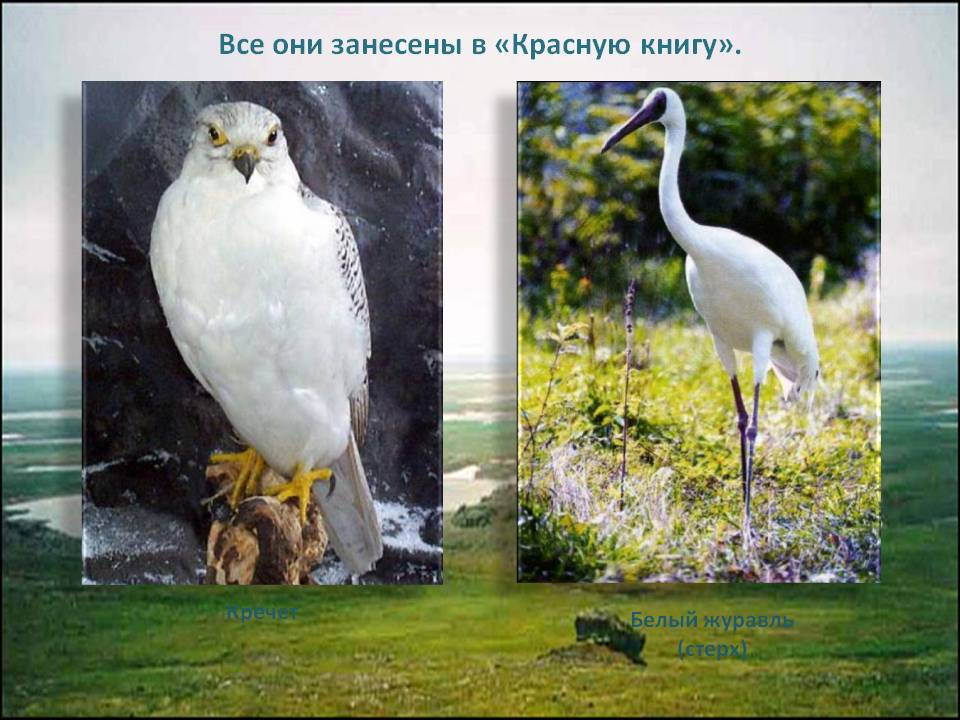 Все они занесены в «Красную книгу».
Кречет
Белый журавль
(стерх)